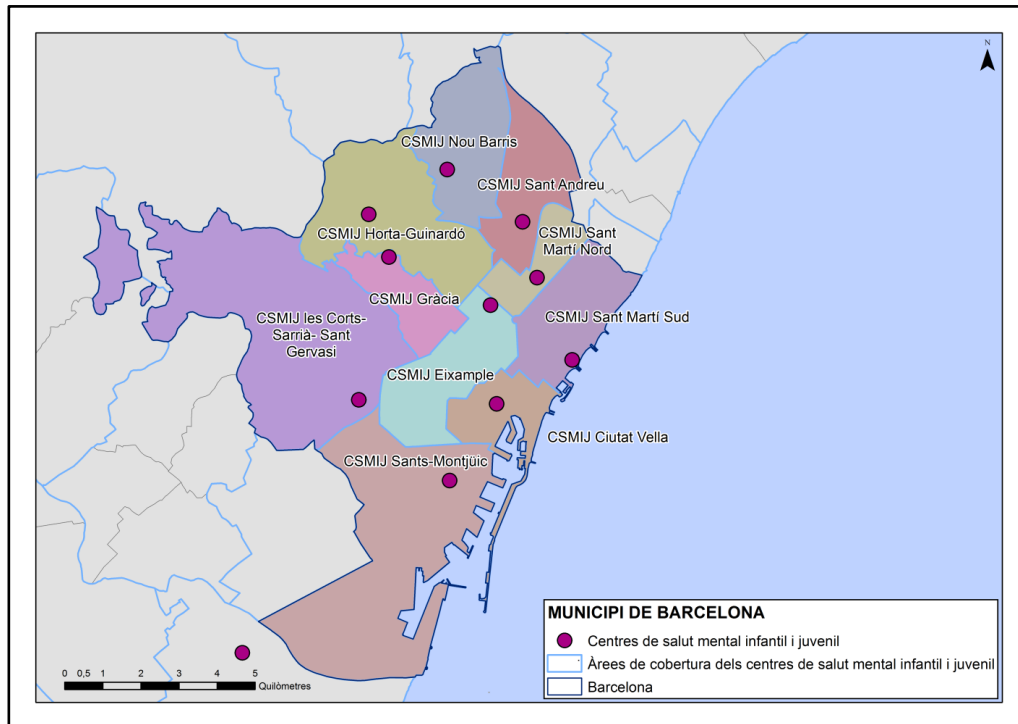 N
CSMIJ Nou Barris
CSMIJ Sant Andreu
CSMIJ Horta-Guinardó
CSMIJ Sant
Martí Nord
CSMIJ Gràcia
CSMIJ les Corts-
Sarrià- Sant
Gervasi
CSMIJ Sant Martí Sud
CSMIJ Eixample
CSMIJ Ciutat Vella
CSMIJ Sants-Montjüic
MUNICIPI DE BARCELONA
Centres de salut mental infantil i juvenil
Àrees de cobertura dels centres de salut mental infantil i juvenil
Barcelona
0 0,5 1 2 3 4 5
Quilòmetres